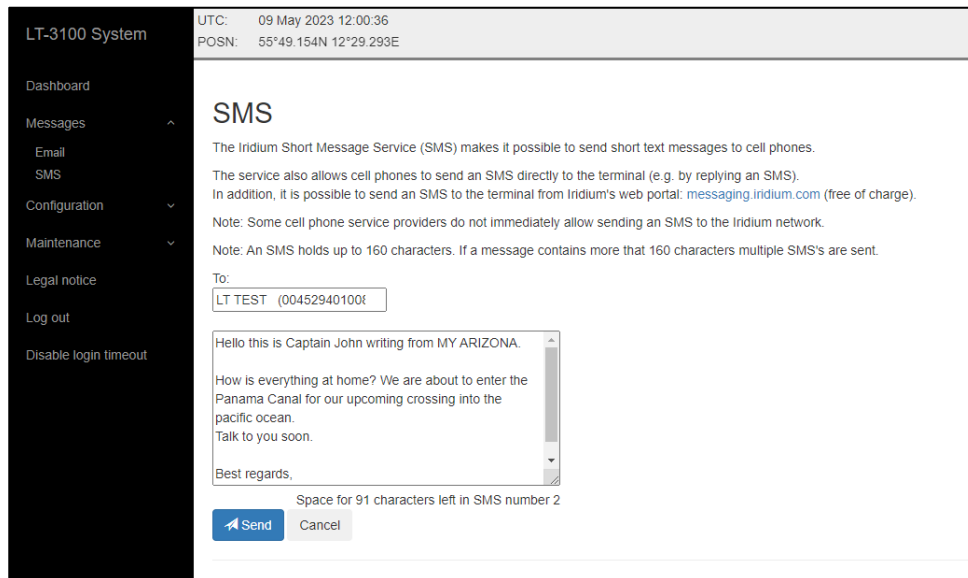 LT-3100 System
Dashboard
Messages
Email
SMS
Configuration
Maintenance
Legal notice
Log out
Disable login timeout
UTC: 09 May 2023 12:00:36
POSN: 55°49.154N 12°29.293E
SMS
The Iridium Short Message Service (SMS) makes it possible to send short text messages to cell phones.
The service also allows cell phones to send an SMS directly to the terminal (e.g. by replying an SMS).
In addition, it is possible to send an SMS to the terminal from Iridium's web portal: messaging.iridium.com (free of charge).
Note: Some cell phone service providers do not immediately allow sending an SMS to the Iridium network.
Note: An SMS holds up to 160 characters. If a message contains more that 160 characters multiple SMS's are sent.
To:
LT TEST (004529401008
Hello this is Captain John writing from MY ARIZONA.
How is everything at home? We are about to enter the
Panama Canal for our upcoming crossing into the
pacific ocean.
Talk to you soon.
Best regards,
Space for 91 characters left in SMS number 2
Send Cancel